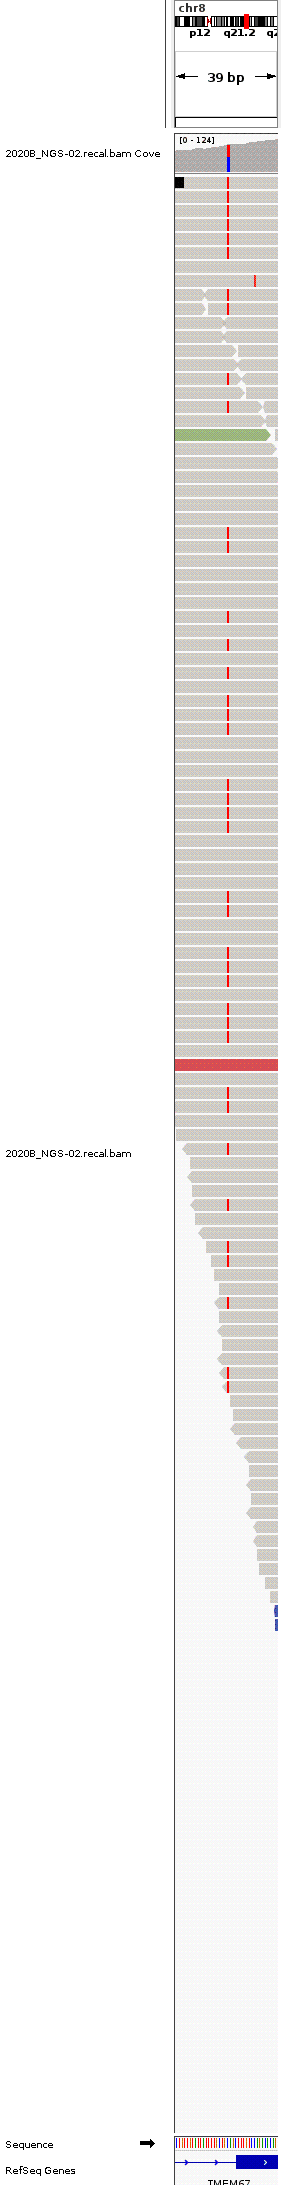 chr8
p12 q21.2 q2
39 bp
[0 - 124]
2020B_NGS-02.recal.bam Cove
2020B_NGS-02.recal.bam
Sequence
RefSeq Genes
TMEM67